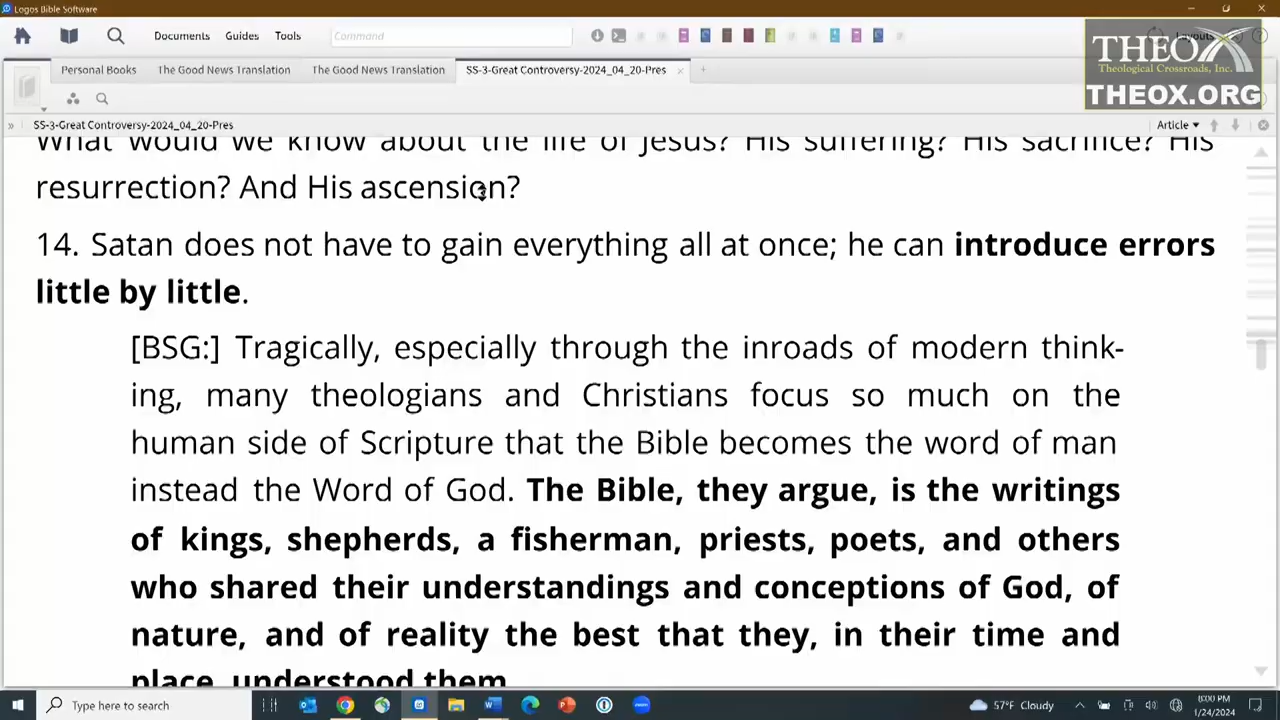 Logos Bible Software
Documents Guides Tools Command Layouts
THEOX
Theological Crossroads, Inc.
THEOX.ORG
Personal Books The Good News Translation The Good News Transl SS-3-Great Controversy-2024_04_20-Pres
SS-3-Great Controversy-2024_04_20-Pres Article
What would we know about the life of Jesus? His suffering? His sacrifice? His
resurrection? And His ascension?
14. Satan does not have to gain everything all at once; he can introduce errors
little by little.
[BSG:] Tragically, especially through the inroads of modern think-
ing, many theologians and Christians focus so much on the
human side of Scripture that the Bible becomes the word of man
instead the Word of God. The Bible, they argue, is the writings
of kings, shepherds, a fisherman, priests, poets, and others
who shared their understandings and conceptions of God, of
nature, and of reality the best that they, in their time and
place, understood them.
Type here to search 57°F Cloudy 8:00 PM
1/24/2024